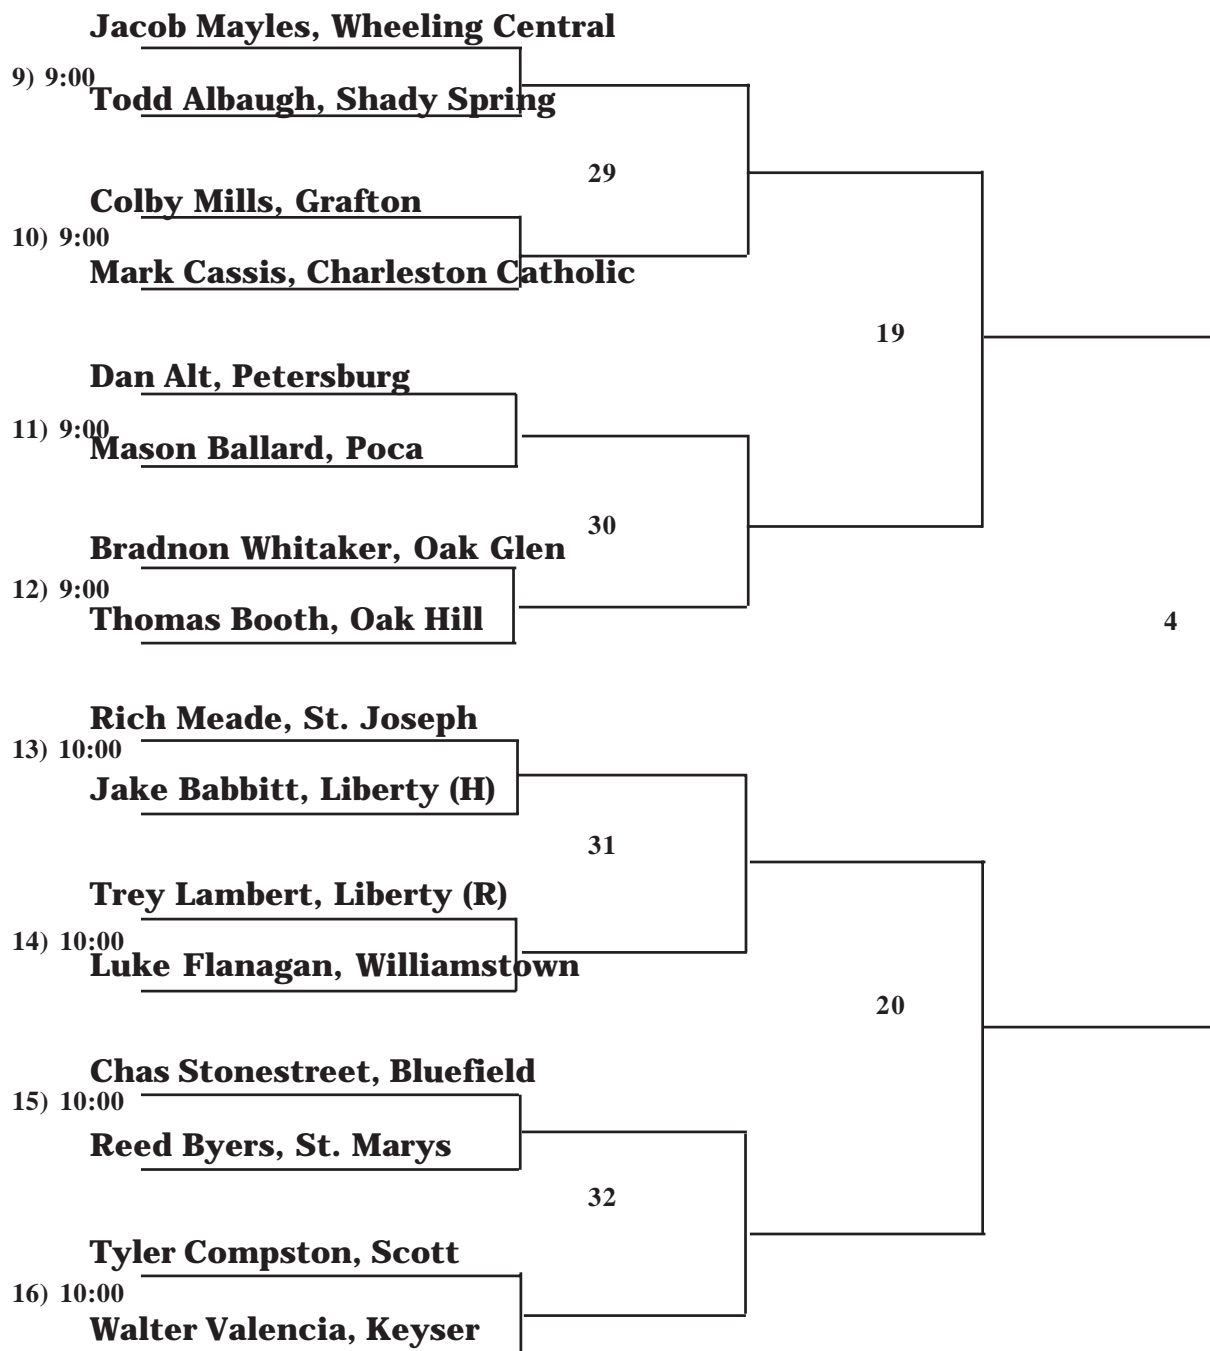 Jacob Mayles, Wheeling Central
9) 9:00
Todd Albaugh, Shady Spring
29
Colby Mills, Grafton
10) 9:00
Mark Cassis, Charleston Catholic
19
Dan Alt, Petersburg
11) 9:00
Mason Ballard, Poca
30
Bradnon Whitaker, Oak Glen
12) 9:00
Thomas Booth, Oak Hill
4
Rich Meade, St. Joseph
13) 10:00
Jake Babbitt, Liberty (H)
31
Trey Lambert, Liberty (R)
14) 10:00
Luke Flanagan, Williamstown
20
Chas Stonestreet, Bluefield
15) 10:00
Reed Byers, St. Marys
32
Tyler Compston, Scott
16) 10:00
Walter Valencia, Keyser